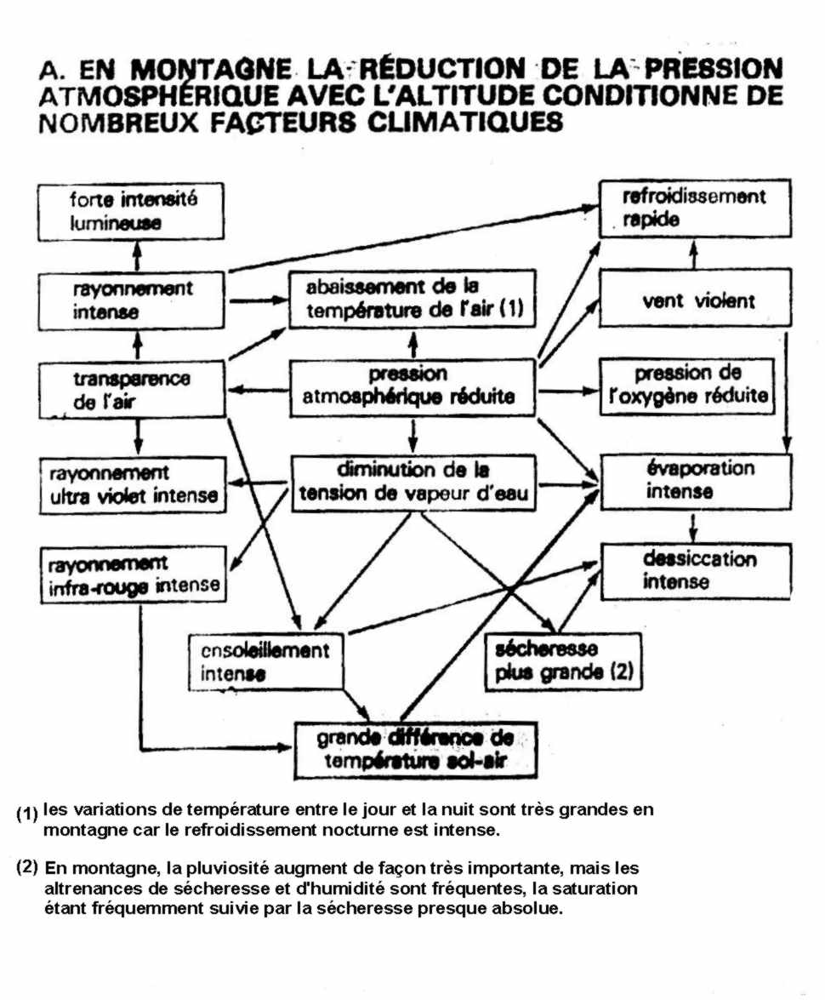 A. EN MONTAGNE LA RÉDUCTION DE LA PRESSION
ATMOSPHÉRIQUE AVEC L'ALTITUDE CONDITIONNE DE
NOMBREUX FACTEURS CLIMATIQUES
forte intensité
lumineuse
refroidissement
rapide
rayonnement
intense
abaissement de la
température de l'air (1)
vent violent
transparence
de l'air
pression
atmosphérique réduite
pression de
l'oxygène réduite
rayonnement
ultra violet intense
diminution de la
tension de vapeur d'eau
évaporation
intense
rayonnement
infra-rouge intense
dessiccation
intense
ensoleillement
intense
sécheresse
plus grande (2)
grande différence de
température sol-air
(1) les variations de température entre le jour et la nuit sont très grandes en
montagne car le refroidissement nocturne est intense.
(2) En montagne, la pluviosité augment de façon très importante, mais les
altrenances de sécheresse et d'humidité sont fréquentes, la saturation
étant fréquemment suivie par la sécheresse presque absolue.